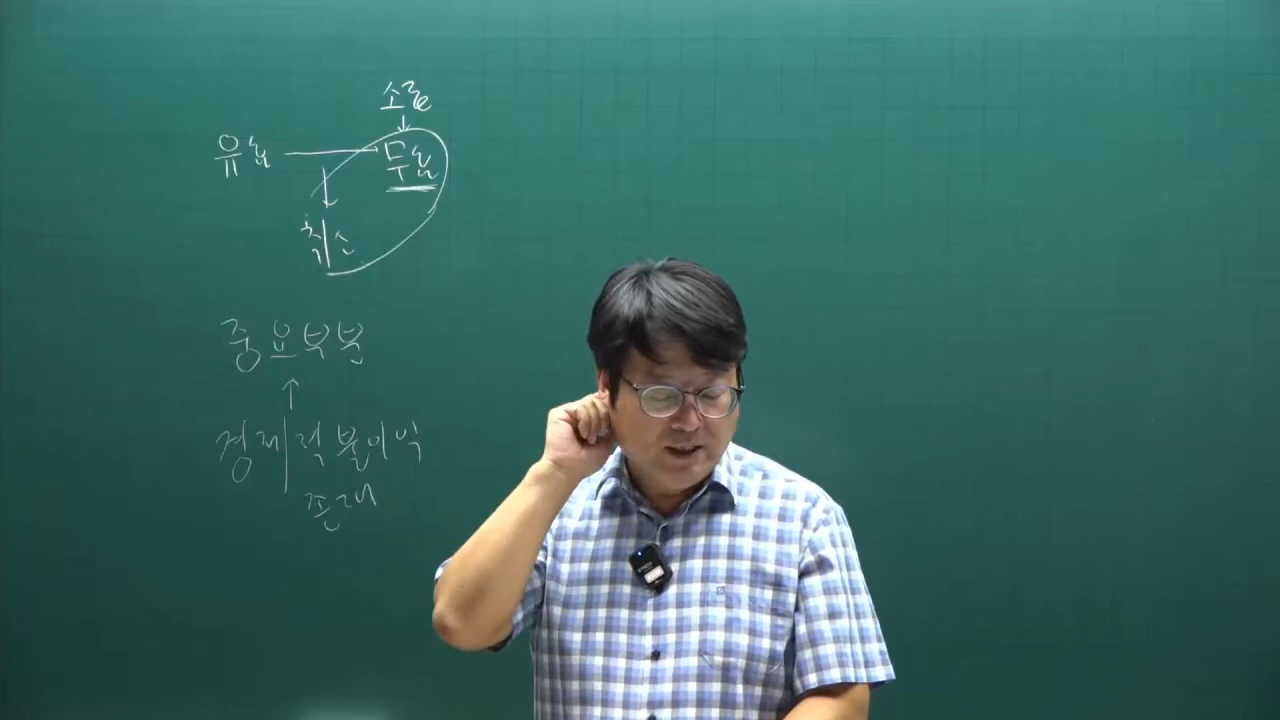 소급
유효 무효
취소
중요부분
경제적 불이익
존재